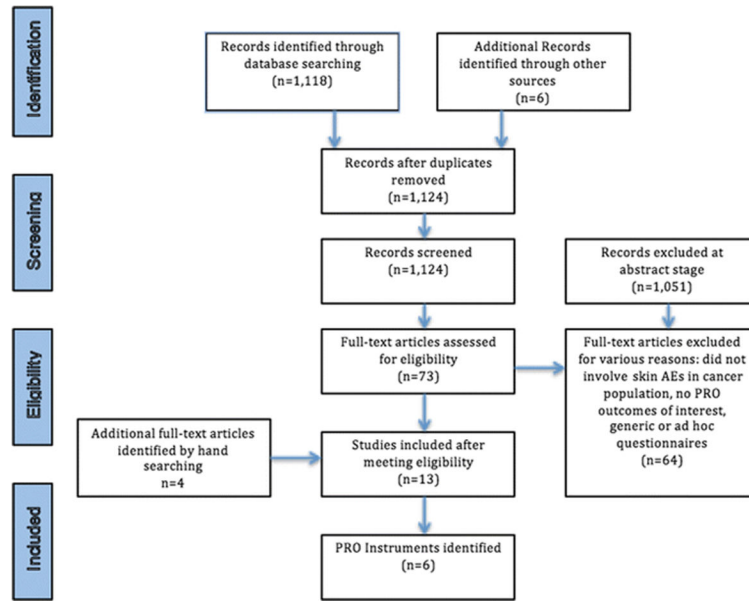 Identification
Records identified through
database searching
(n=1,118)
Additional Records
identified through other
sources
(n=6)
Records after duplicates
removed
(n=1,124)
Screening
Records screened
(n=1,124)
Records excluded at
abstract stage
(n=1,051)
Eligibility
Full-text articles assessed
for eligibility
(n=73)
Full-text articles excluded
for various reasons: did not
involve skin AEs in cancer
population, no PRO
outcomes of interest,
generic or ad hoc
questionnaires
(n=64)
Additional full-text articles
identified by hand
searching
n=4
Studies included after
meeting eligibility
(n=13)
Included
PRO Instruments identified
(n=6)